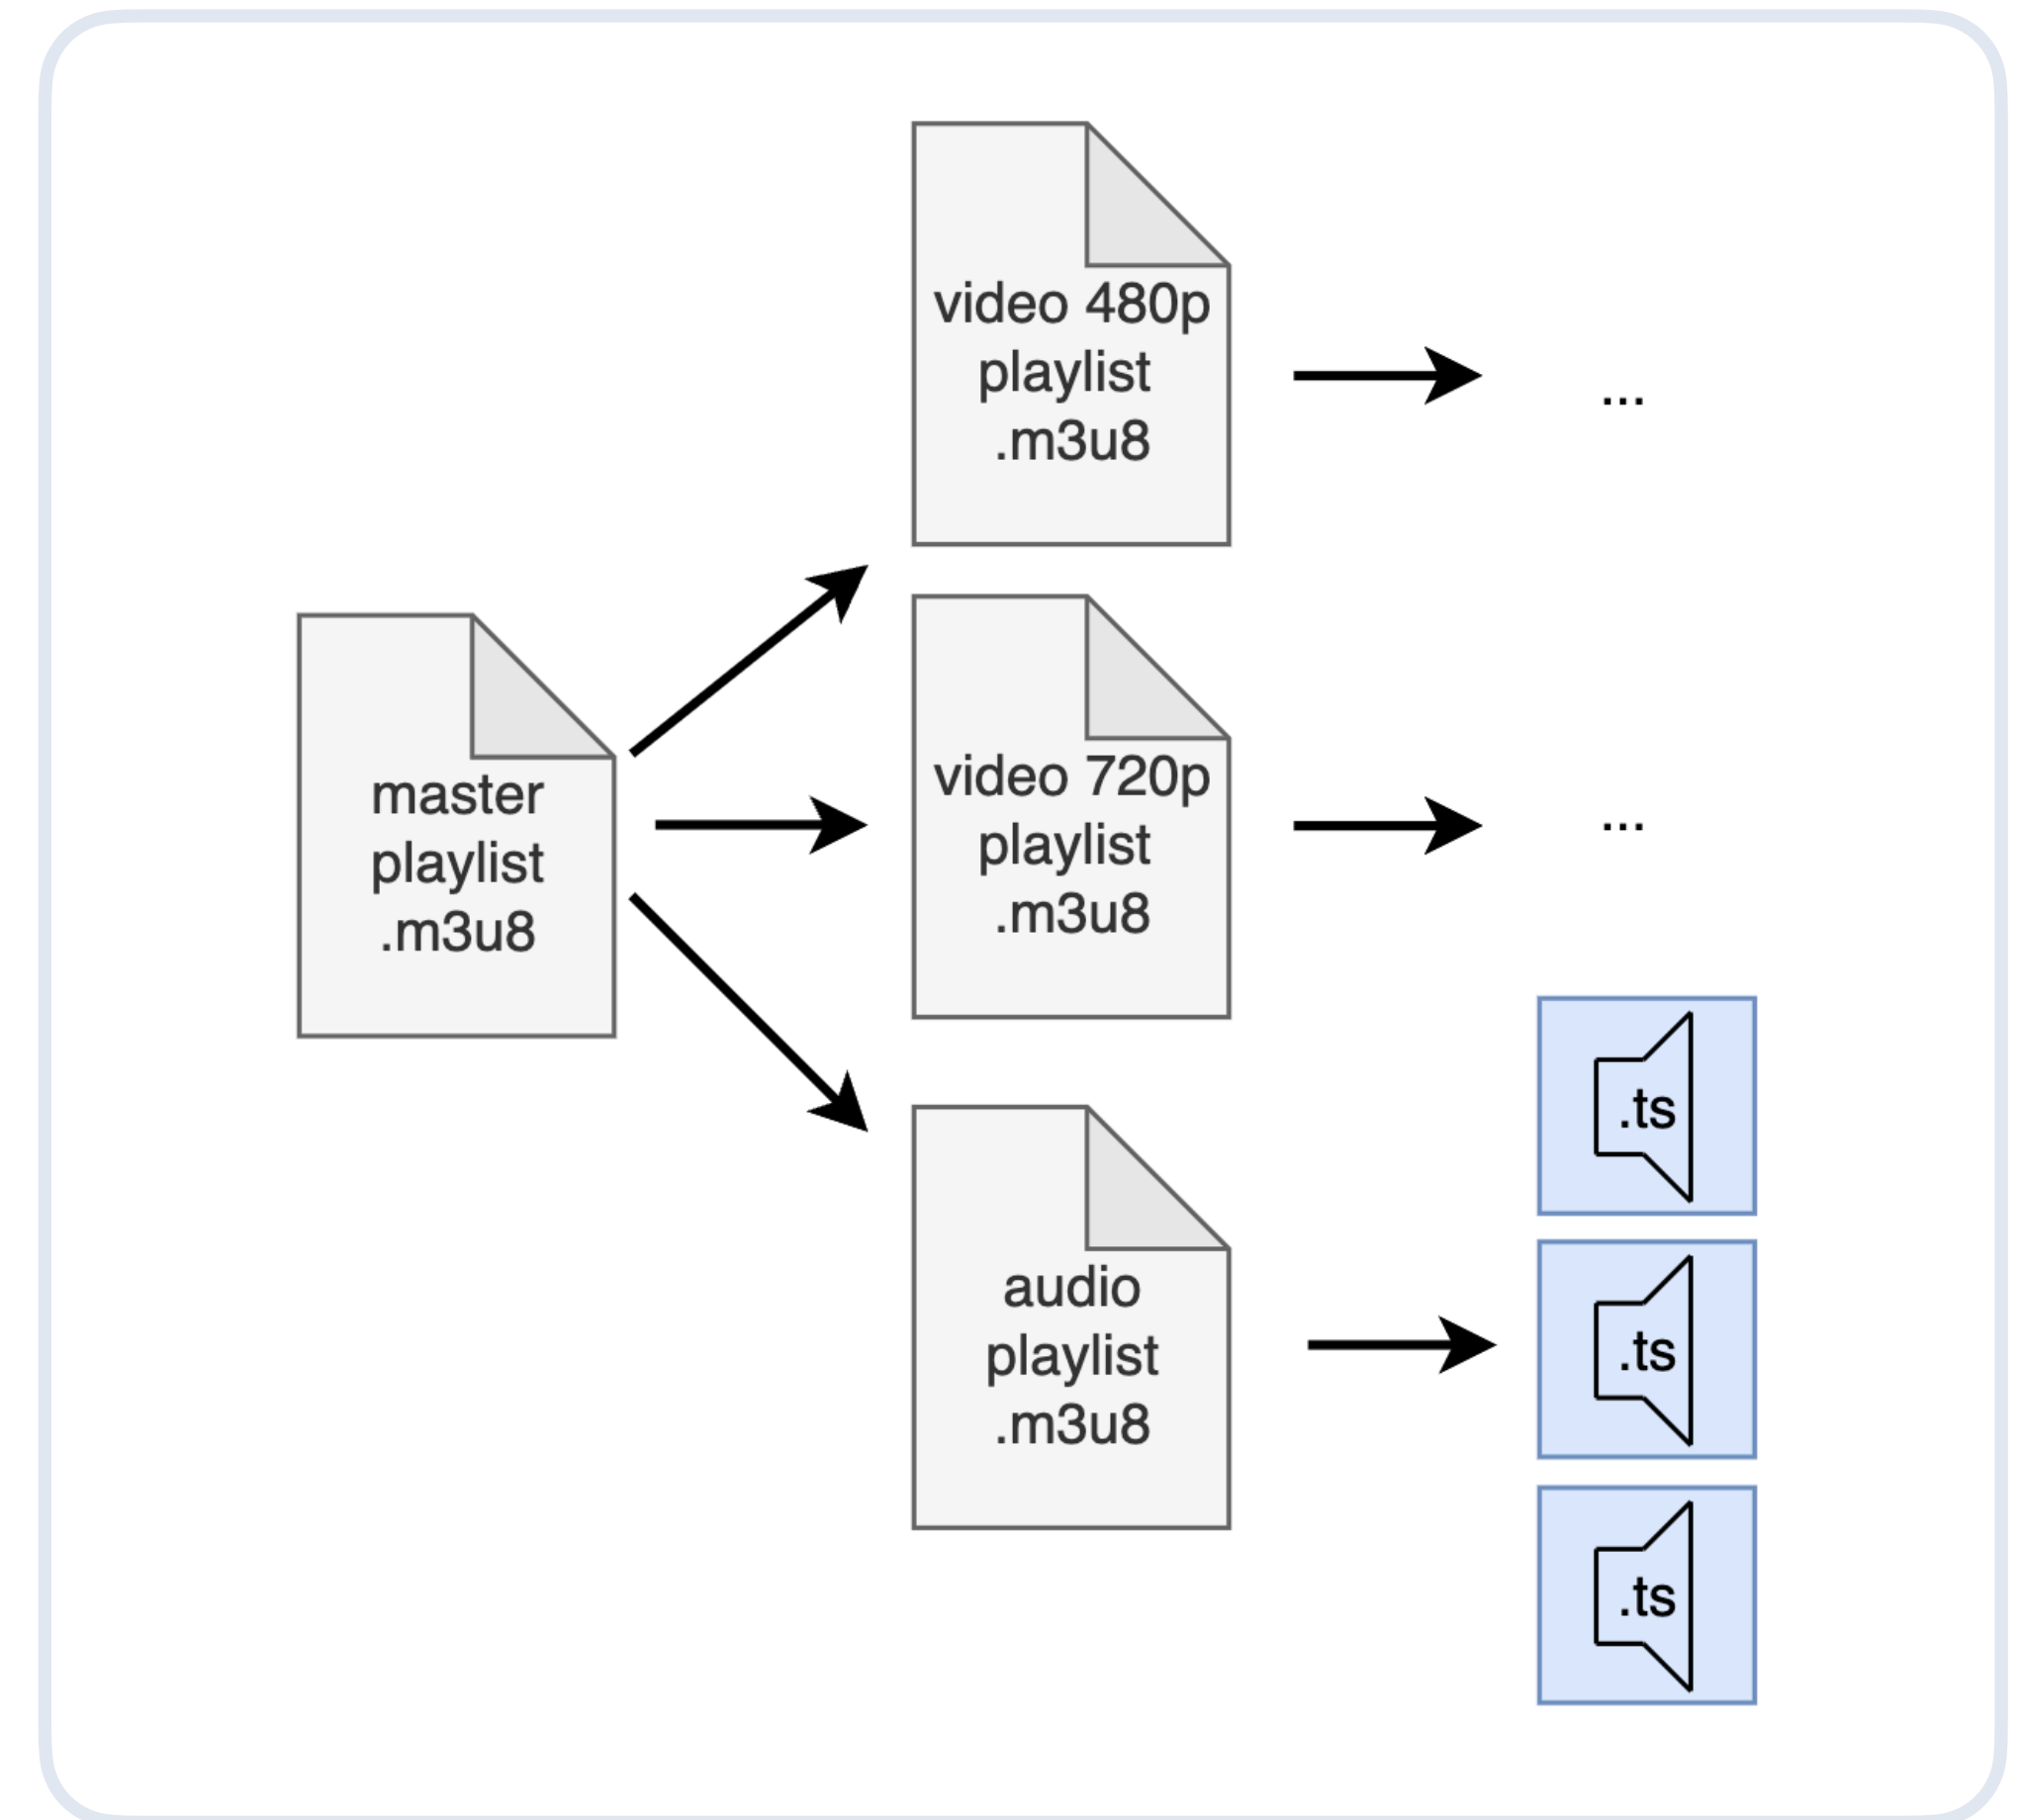 video 480p
playlist
.m3u8
...
master
playlist
.m3u8
video 720p
playlist
.m3u8
...
audio
playlist
.m3u8
.ts
.ts
.ts